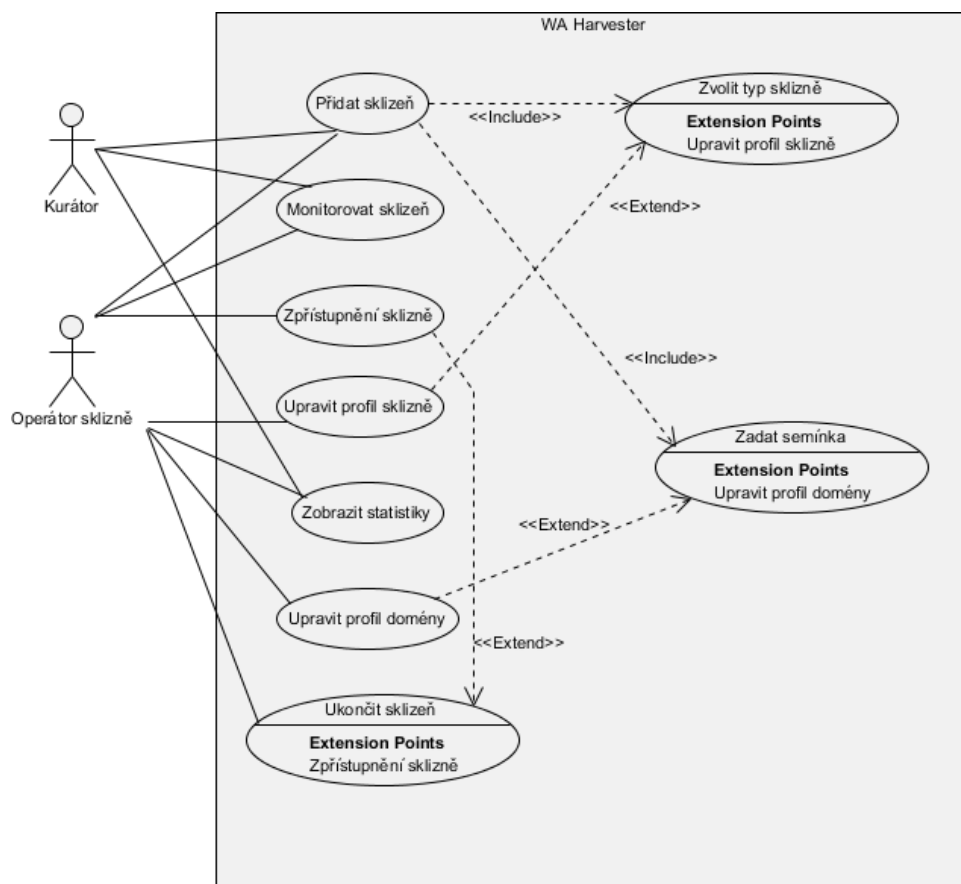 WA Harvester
Přidat sklizeň
<<Include>>
Zvolit typ sklizně
Extension Points
Upravit profil sklizně
Kurátor
Monitorovat sklizeň
<<Extend>>
Zpřístupnění sklizně
<<Include>>
Operátor sklizně
Upravit profil sklizně
Zadat semínka
Extension Points
Upravit profil domény
Zobrazit statistiky
<<Extend>>
Upravit profil domény
<<Extend>>
Ukončit sklizeň
Extension Points
Zpřístupnění sklizně